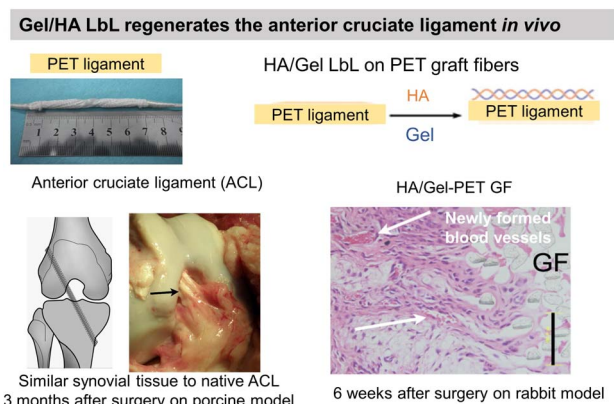 Gel/HA LbL regenerates the anterior cruciate ligament in vivo
PET ligament
HA/Gel LbL on PET graft fibers
PET ligament
HA
Gel
PET ligament
1 2 3 4 5 6 7 8 9
Anterior cruciate ligament (ACL)
HA/Gel-PET GF
Newly formed
blood vessels
GF
Similar synovial tissue to native ACL
3 months after surgery on porcine model
6 weeks after surgery on rabbit model